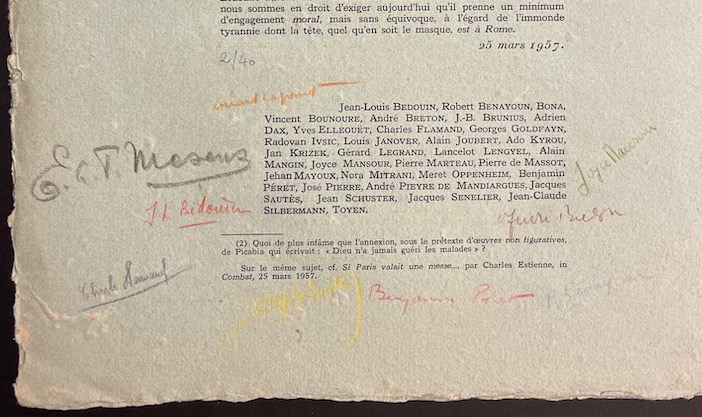 nous sommes en droit d'exiger aujourd'hui qu'il prenne un minimum
d'engagement moral, mais sans équivoque, à l'égard de l'immonde
tyrannie dont la tête, quel qu'en soit le masque, est à Rome.
25 mars 1957.
2/40
Jean-Louis BEDOUIN, Robert BENAYOUN, BONA,
Vincent BOUNOURE, André BRETON, J.-B. BRUNIUS, Adrien
DAX, Yves ELLEOUËT, Charles FLAMAND, Georges GOLDFAYN,
Radovan IVSIC, Louis JANOVER, Alain JOUBERT, Ado KYROU,
Jan KRIZEK, Gérard LEGRAND, Lancelot LENGYEL, Alain
MANGIN, Joyce MANSOUR, Pierre MARTEAU, Pierre de MASSOT,
Jehan MAYOUX, Nora MITRANI, Meret OPPENHEIM, Benjamin
PÉRET, José PIERRE, André PIEYRE DE MANDIARGUES, Jacques
SAUTÈS, Jean SCHUSTER, Jacques SENELIER, Jean-Claude
SILBERMANN, TOYEN.
E. L. T. Mesens
Joyce Mansour
J L Bédouin
André Breton
(2) Quoi de plus infâme que l'annexion, sous le prétexte d'œuvres non figuratives,
de Picabia qui écrivait : « Dieu n'a jamais guéri les malades » ?
Sur le même sujet, cf. Si Paris valait une messe..., par Charles Estienne, in
Combat, 25 mars 1957.
Charles Flamand
Benjamin Péret